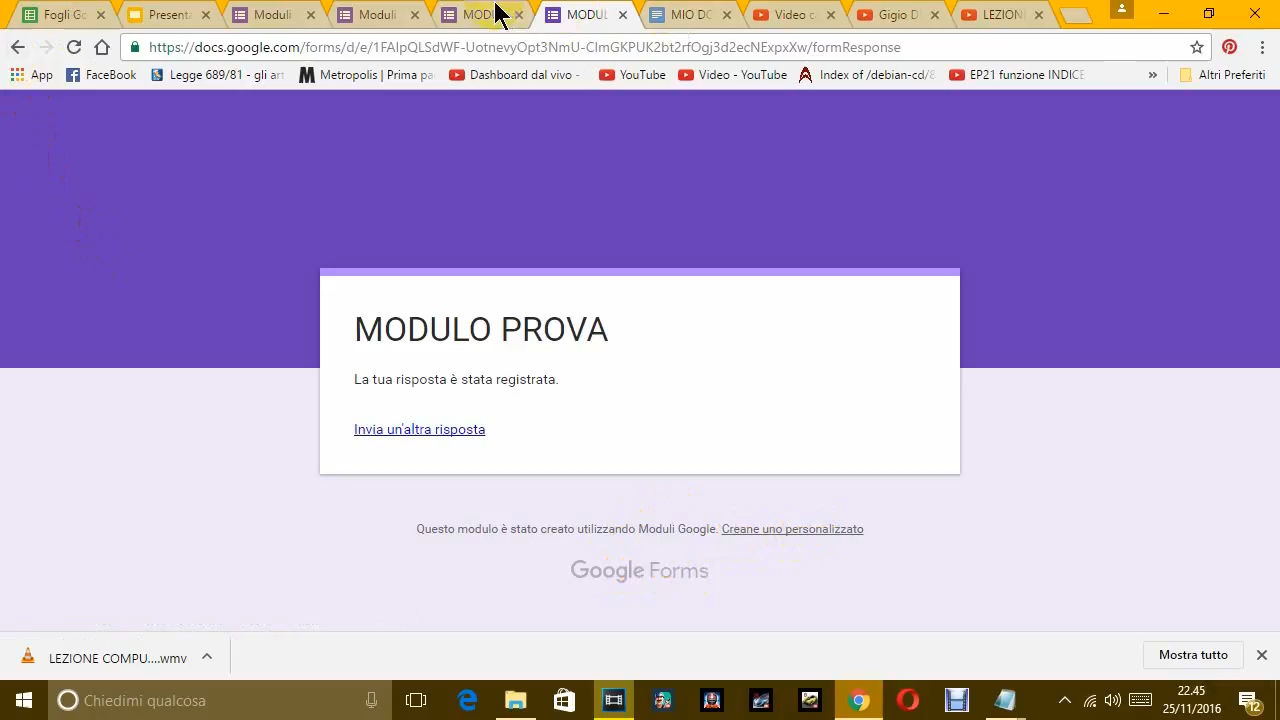 Fogli Go
Presenta
Moduli
Moduli
MODU
MODUL
MIO DO
Video c
Gigio D
LEZION
https://docs.google.com/forms/d/e/1FAIpQLSdWF-UotnevyOpt3NmU-CImGKPUK2bt2rfOgj3d2ecNExpxXw/formResponse
App
FaceBook
Legge 689/81 - gli art
Metropolis | Prima pa
Dashboard dal vivo -
YouTube
Video - YouTube
Index of /debian-cd/8
EP21 funzione INDICE
»
Altri Preferiti
MODULO PROVA
La tua risposta è stata registrata.
Invia un'altra risposta
Questo modulo è stato creato utilizzando Moduli Google. Creane uno personalizzato
Google Forms
LEZIONE COMPU....wmv
Mostra tutto
Chiedimi qualcosa
22.45
25/11/2016
12